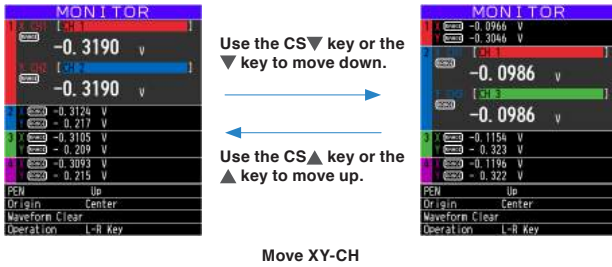 MONITOR
1 X CH1 [CH 1 ]
-0. 3190 V
Y CH2 [CH 2 ]
-0. 3190 V
2 X -0. 3124 V
Y -0. 217 V
3 X -0. 3105 V
Y -0. 209 V
X -0. 3093 V
Y -0. 215 V
PEN Up
Origin Center
Waveform Clear
Operation L-R Key
Use the CS▼ key or the
▼ key to move down.
Use the CS▲ key or the
▲ key to move up.
MONITOR
1 X -0. 0966 V
Y -0. 3046 V
2 [CH 1 ]
-0. 0986 V
[CH 3 ]
-0. 0986 V
3 X -0. 1154 V
Y -0. 323 V
X -0. 1196 V
Y -0. 322 V
PEN Up
Origin Center
Waveform Clear
Operation L-R Key
Move XY-CH